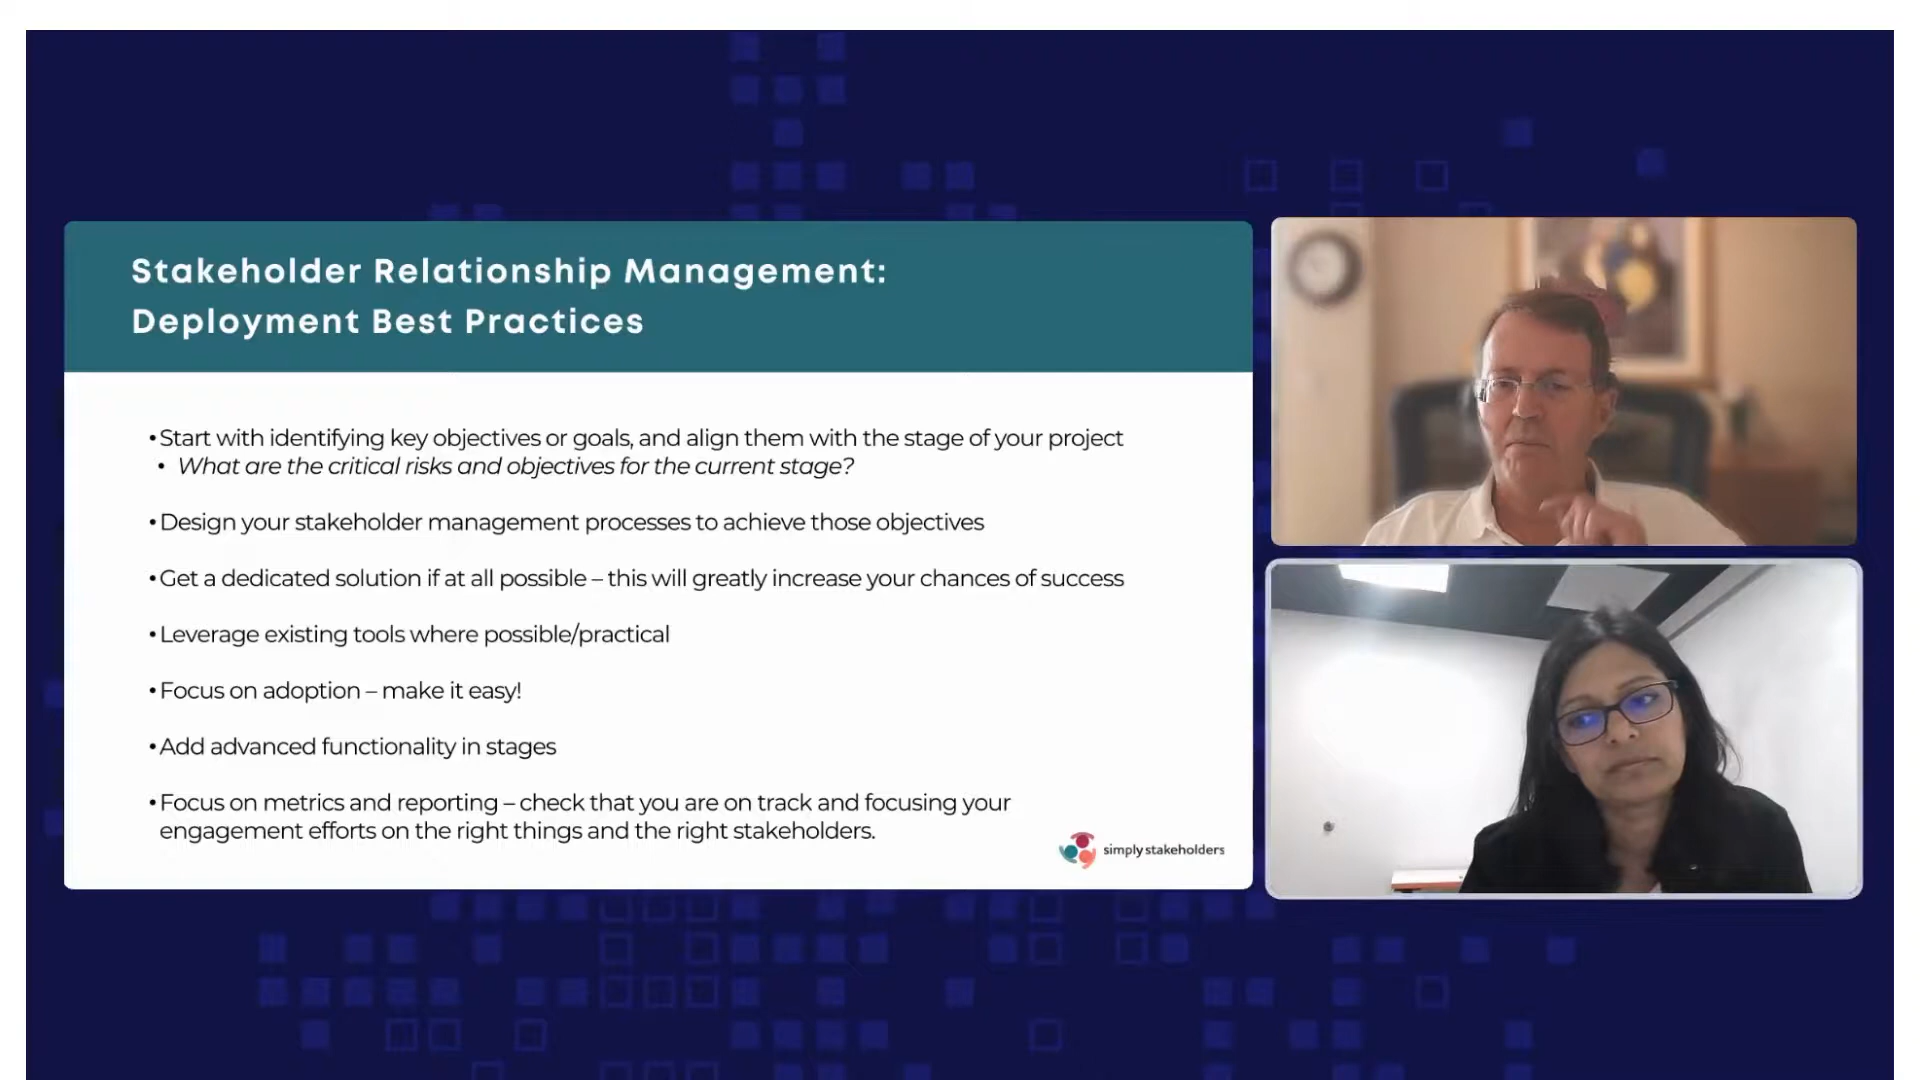 Stakeholder Relationship Management:
Deployment Best Practices
•Start with identifying key objectives or goals, and align them with the stage of your project
• What are the critical risks and objectives for the current stage?
•Design your stakeholder management processes to achieve those objectives
•Get a dedicated solution if at all possible – this will greatly increase your chances of success
•Leverage existing tools where possible/practical
•Focus on adoption – make it easy!
•Add advanced functionality in stages
•Focus on metrics and reporting – check that you are on track and focusing your
engagement efforts on the right things and the right stakeholders.
simply stakeholders